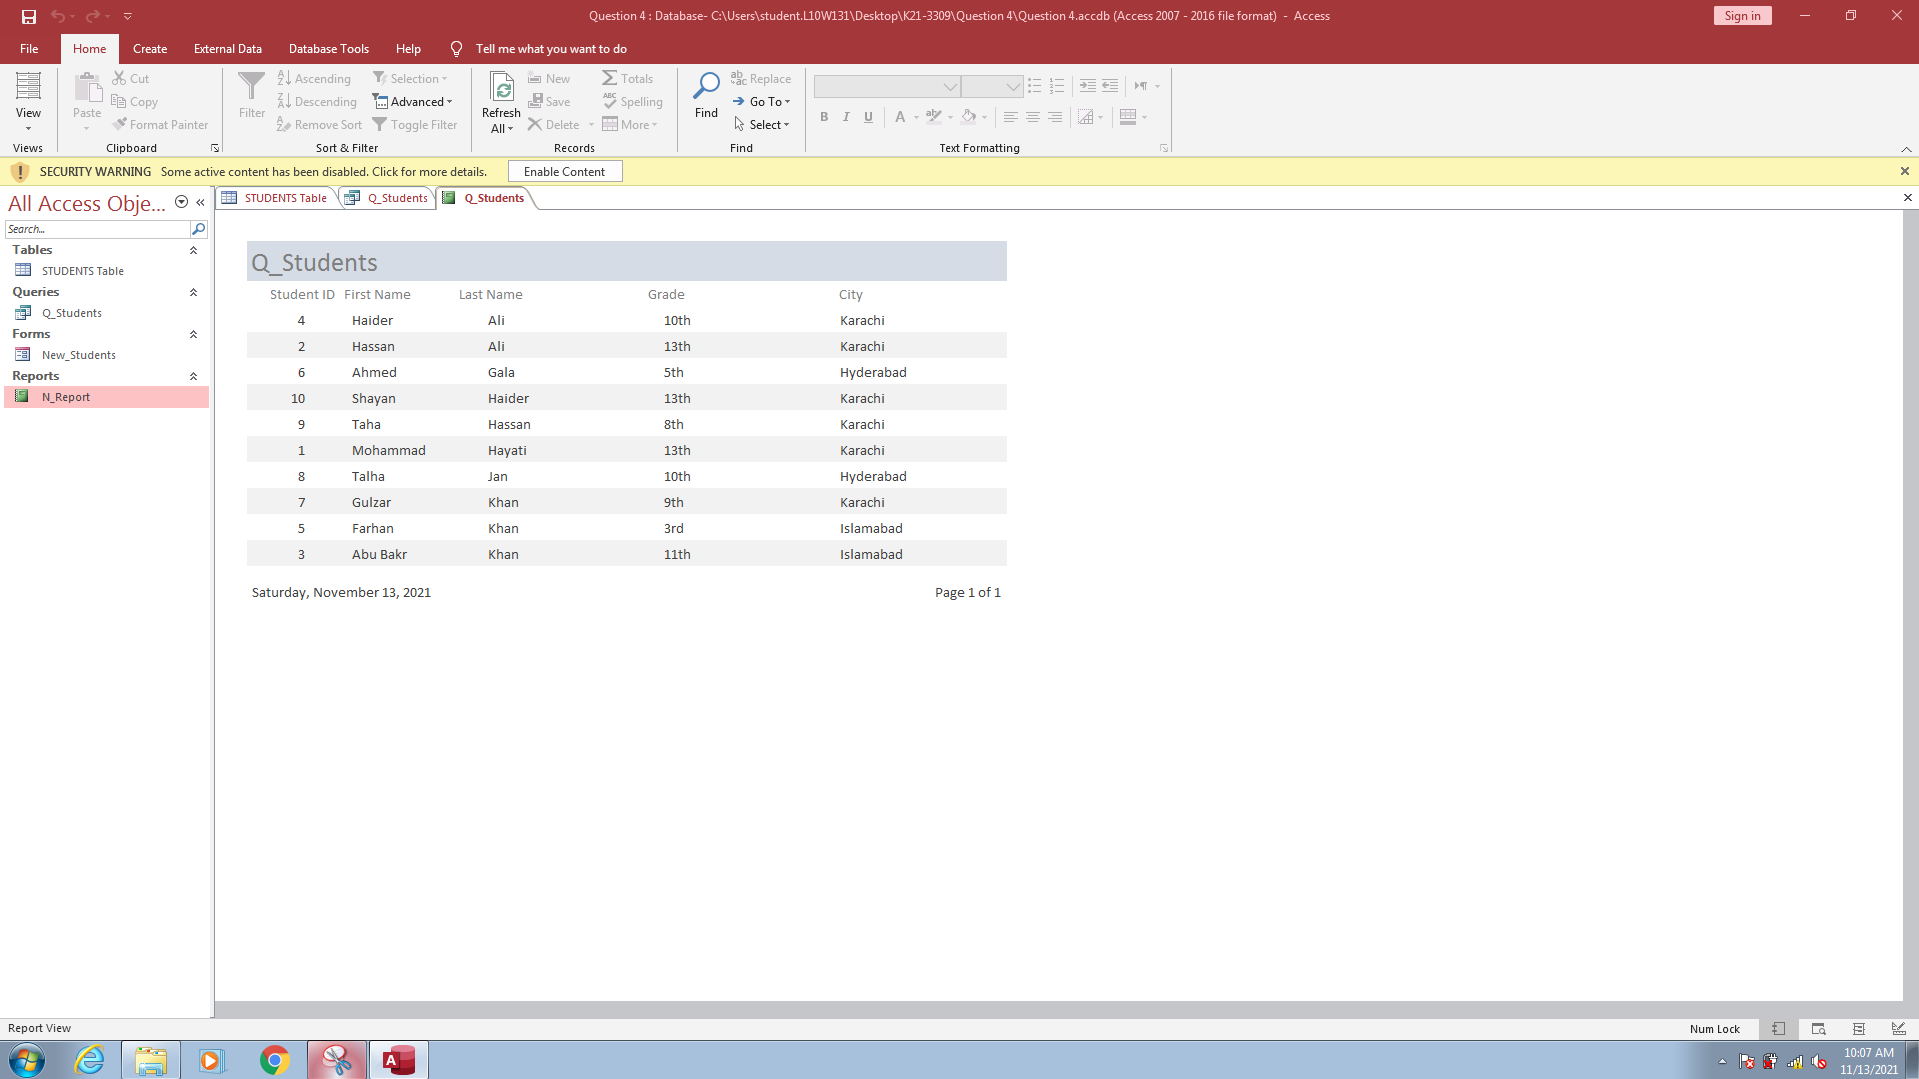 Question 4 : Database- C:\Users\student.L10W131\Desktop\K21-3309\Question 4\Question 4.accdb (Access 2007 - 2016 file format) - Access
Sign in
File Home Create External Data Database Tools Help Tell me what you want to do
View
Views
Paste
Cut
Copy
Format Painter
Clipboard
Filter
Ascending
Descending
Remove Sort
Selection
Advanced
Toggle Filter
Sort & Filter
Refresh
All
New
Save
Delete
Totals
Spelling
More
Records
Find
Replace
Go To
Select
Find
B I U A
Text Formatting
SECURITY WARNING Some active content has been disabled. Click for more details. Enable Content
All Access Obje...
Search...
Tables
STUDENTS Table
Queries
Q_Students
Forms
New_Students
Reports
N_Report
STUDENTS Table Q_Students Q_Students
Q_Students
Student ID First Name Last Name Grade City
4 Haider Ali 10th Karachi
2 Hassan Ali 13th Karachi
6 Ahmed Gala 5th Hyderabad
10 Shayan Haider 13th Karachi
9 Taha Hassan 8th Karachi
1 Mohammad Hayati 13th Karachi
8 Talha Jan 10th Hyderabad
7 Gulzar Khan 9th Karachi
5 Farhan Khan 3rd Islamabad
3 Abu Bakr Khan 11th Islamabad
Saturday, November 13, 2021 Page 1 of 1
Report View Num Lock
10:07 AM
11/13/2021